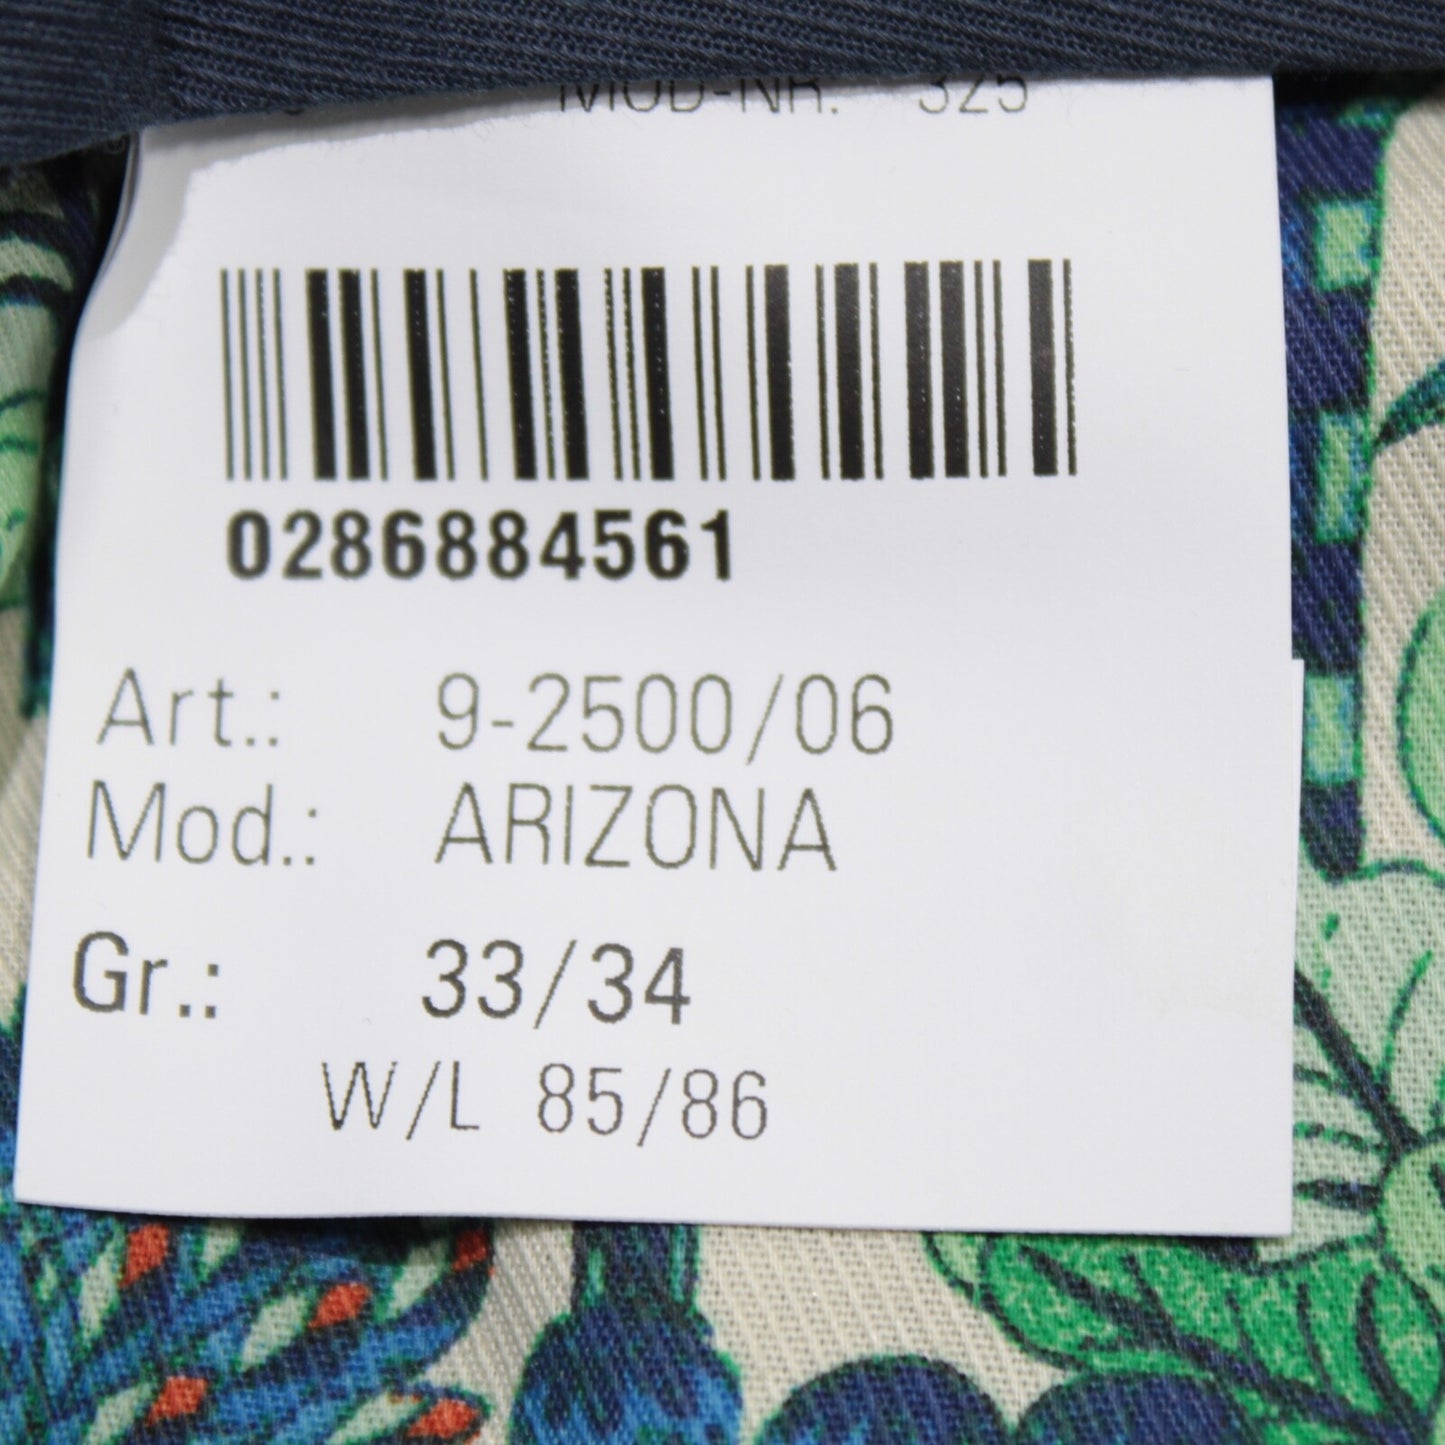 MOD-NR. 325
0286884561
Art.: 9-2500/06
Mod.: ARIZONA
Gr.: 33/34
W/L 85/86